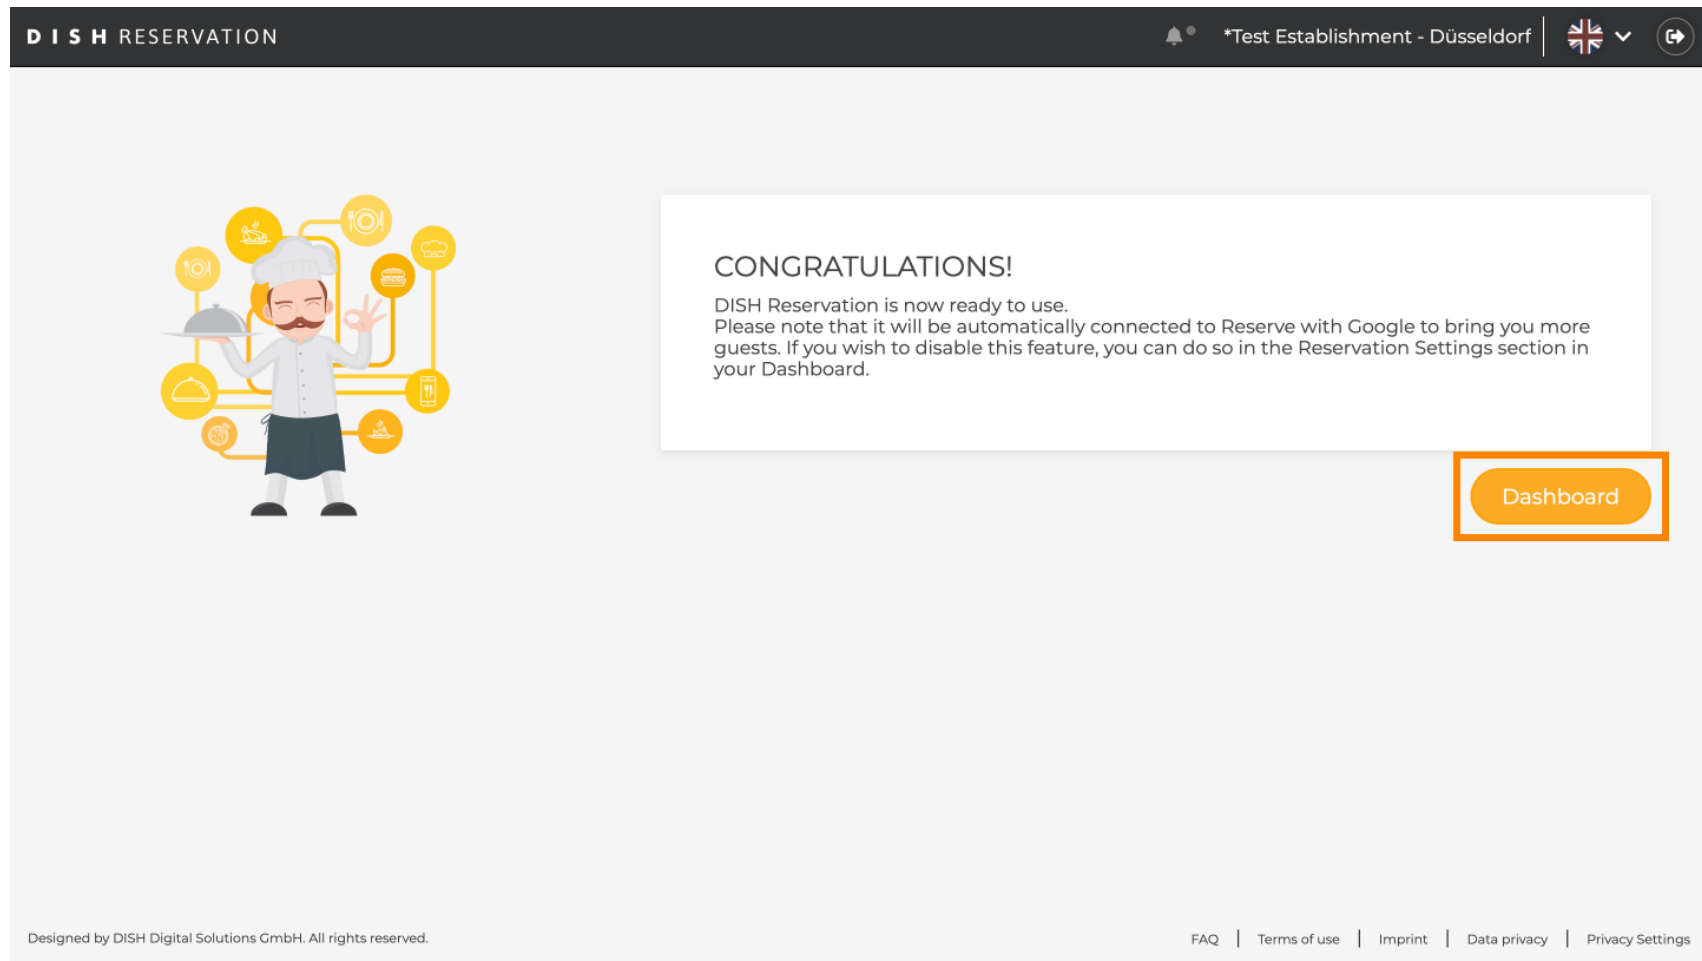 DISH RESERVATION
*Test Establishment - Düsseldorf
CONGRATULATIONS!
DISH Reservation is now ready to use.
Please note that it will be automatically connected to Reserve with Google to bring you more
guests. If you wish to disable this feature, you can do so in the Reservation Settings section in
your Dashboard.
Dashboard
Designed by DISH Digital Solutions GmbH. All rights reserved.
FAQ | Terms of use | Imprint | Data privacy | Privacy Settings